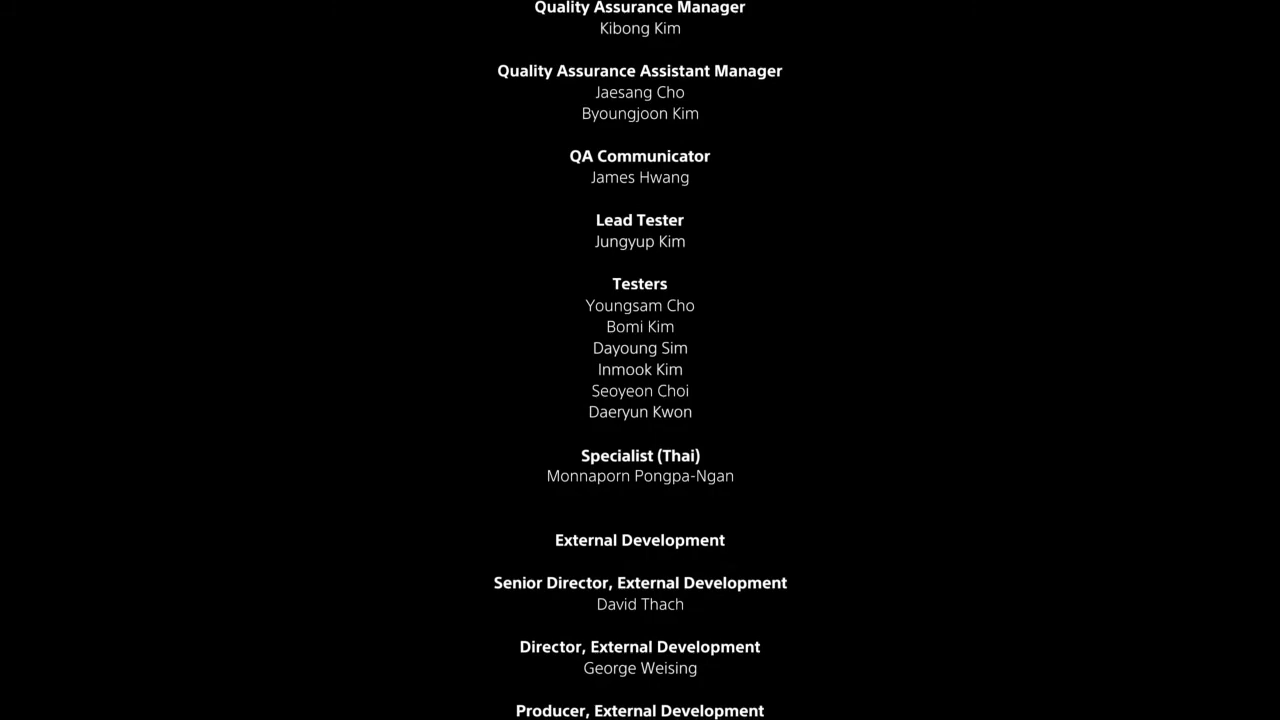 Quality Assurance Manager
Kibong Kim
Quality Assurance Assistant Manager
Jaesang Cho
Byoungjoon Kim
QA Communicator
James Hwang
Lead Tester
Jungyup Kim
Testers
Youngsam Cho
Bomi Kim
Dayoung Sim
Inmook Kim
Seoyeon Choi
Daeryun Kwon
Specialist (Thai)
Monnaporn Pongpa-Ngan
External Development
Senior Director, External Development
David Thach
Director, External Development
George Weising
Producer, External Development